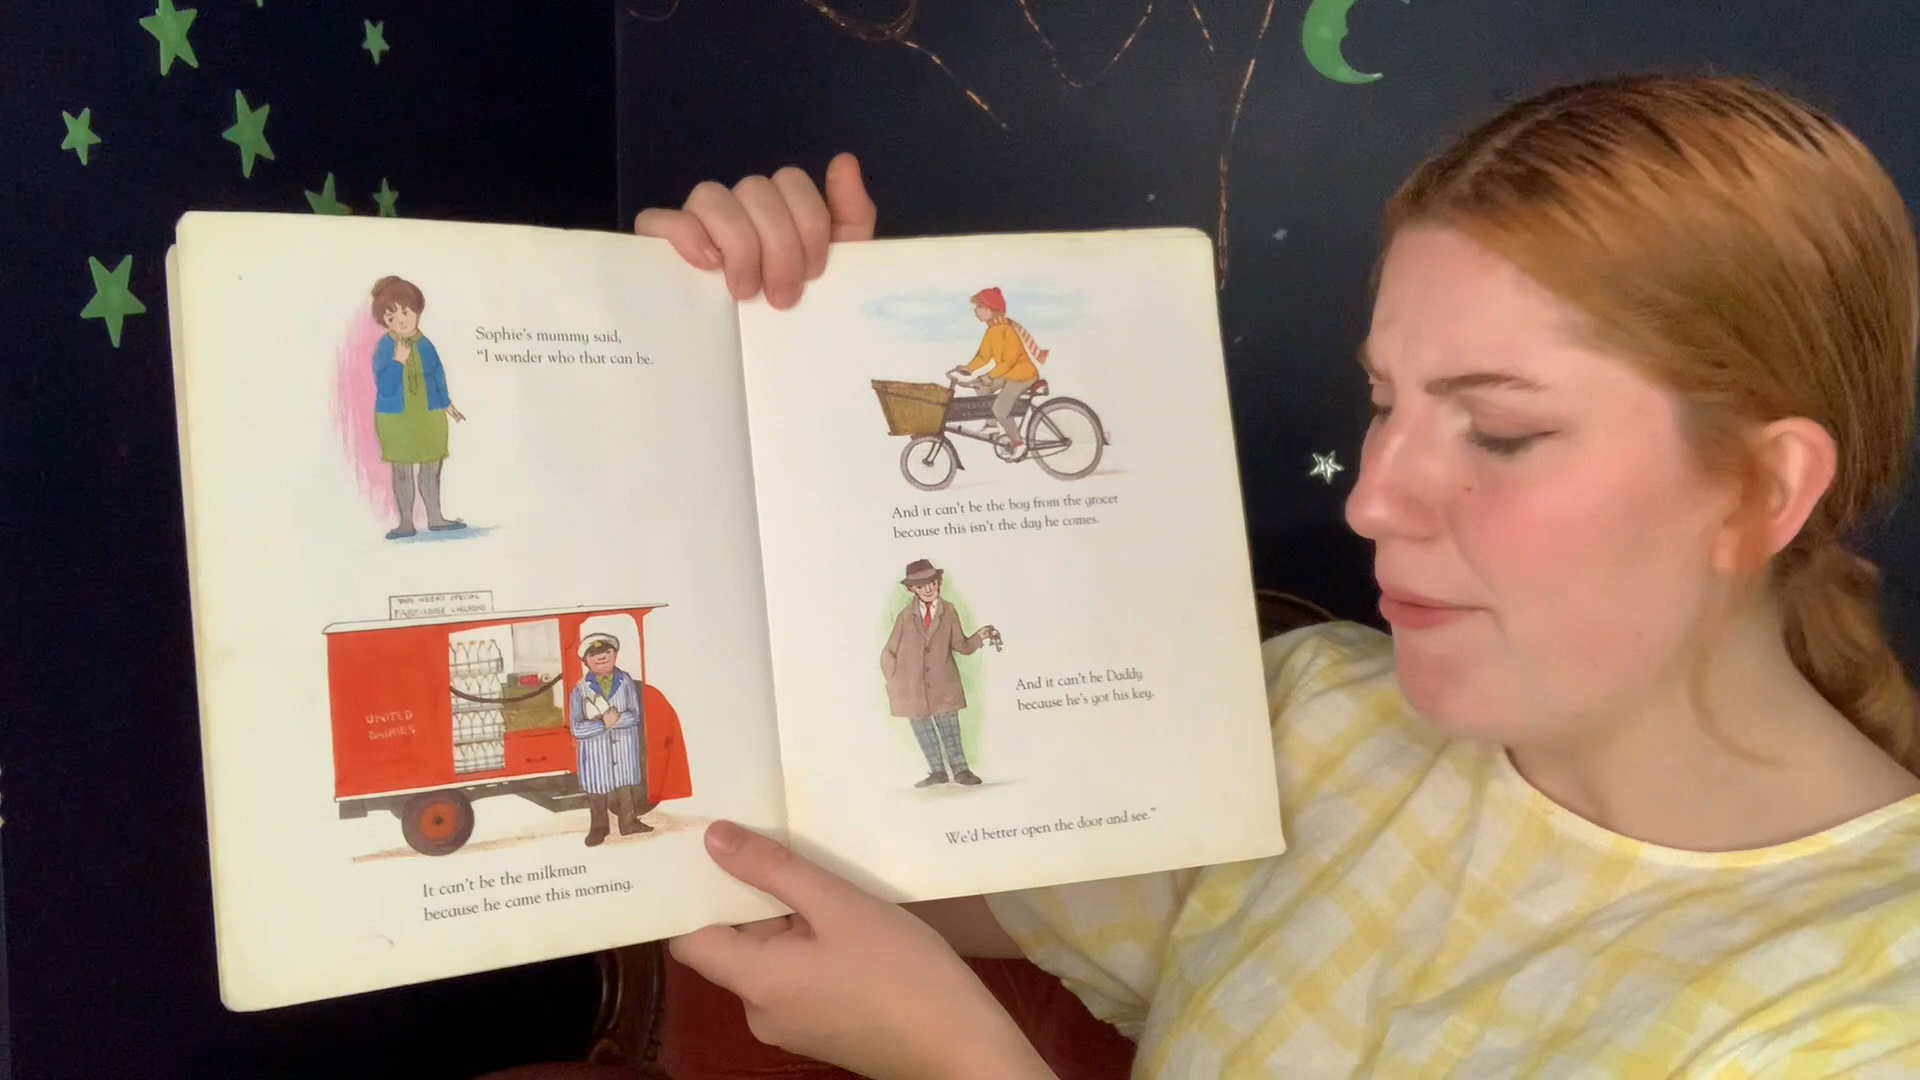 Sophie's mummy said,
"I wonder who that can be.
UNITED
DAIRIES
It can't be the milkman
because he came this morning.
And it can't be the boy from the grocer
because this isn't the day he comes.
And it can't be Daddy
because he's got his key.
We'd better open the door and see."